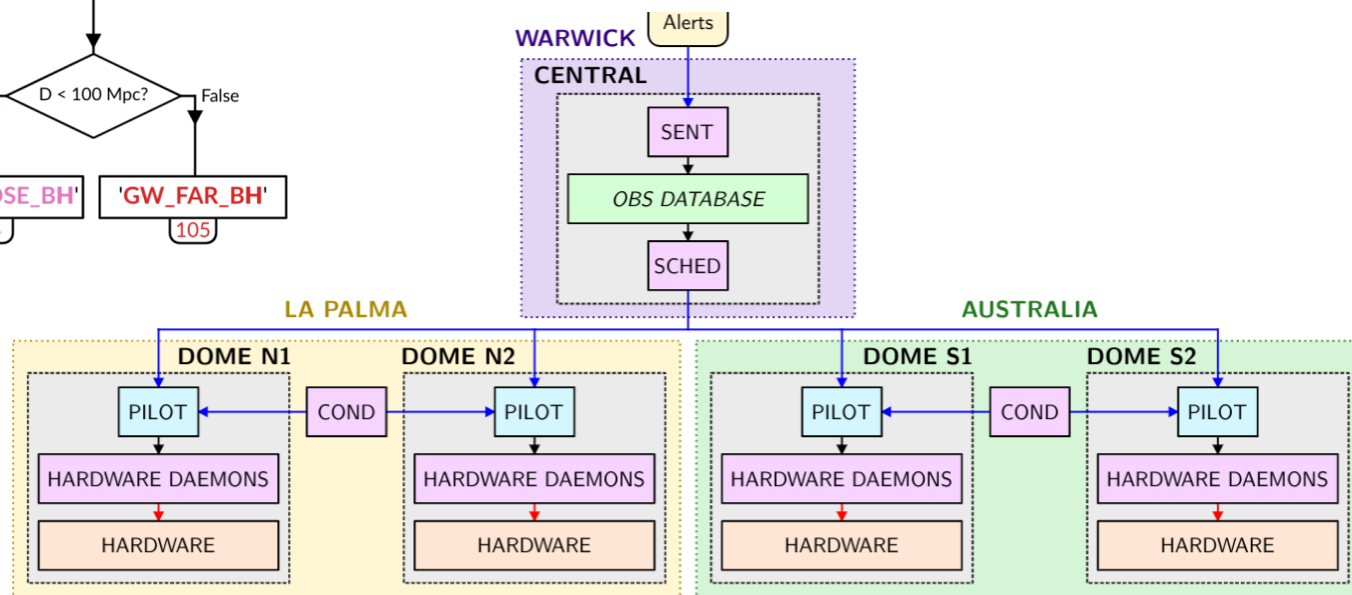 D < 100 Mpc?
False
SE_BH'
'GW_FAR_BH'
105
Alerts
WARWICK
CENTRAL
SENT
OBS DATABASE
SCHED
LA PALMA
AUSTRALIA
DOME N1
DOME N2
DOME S1
DOME S2
PILOT
COND
PILOT
PILOT
COND
PILOT
HARDWARE DAEMONS
HARDWARE DAEMONS
HARDWARE DAEMONS
HARDWARE DAEMONS
HARDWARE
HARDWARE
HARDWARE
HARDWARE